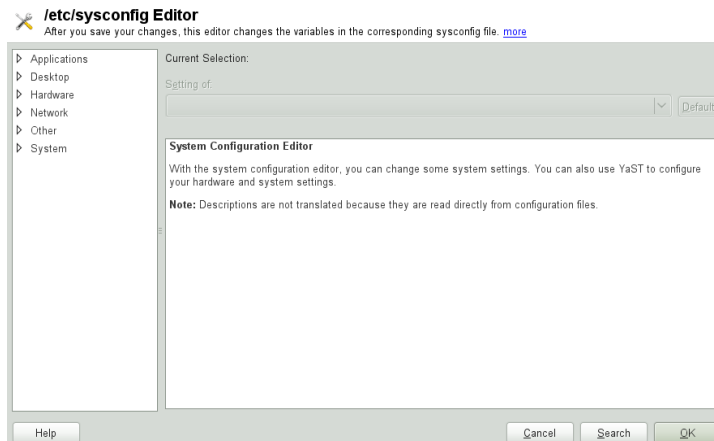 /etc/sysconfig Editor
After you save your changes, this editor changes the variables in the corresponding sysconfig file. more
Applications
Desktop
Hardware
Network
Other
System
Current Selection:
Setting of:
Default
System Configuration Editor
With the system configuration editor, you can change some system settings. You can also use YaST to configure
your hardware and system settings.
Note: Descriptions are not translated because they are read directly from configuration files.
Help
Cancel
Search
OK